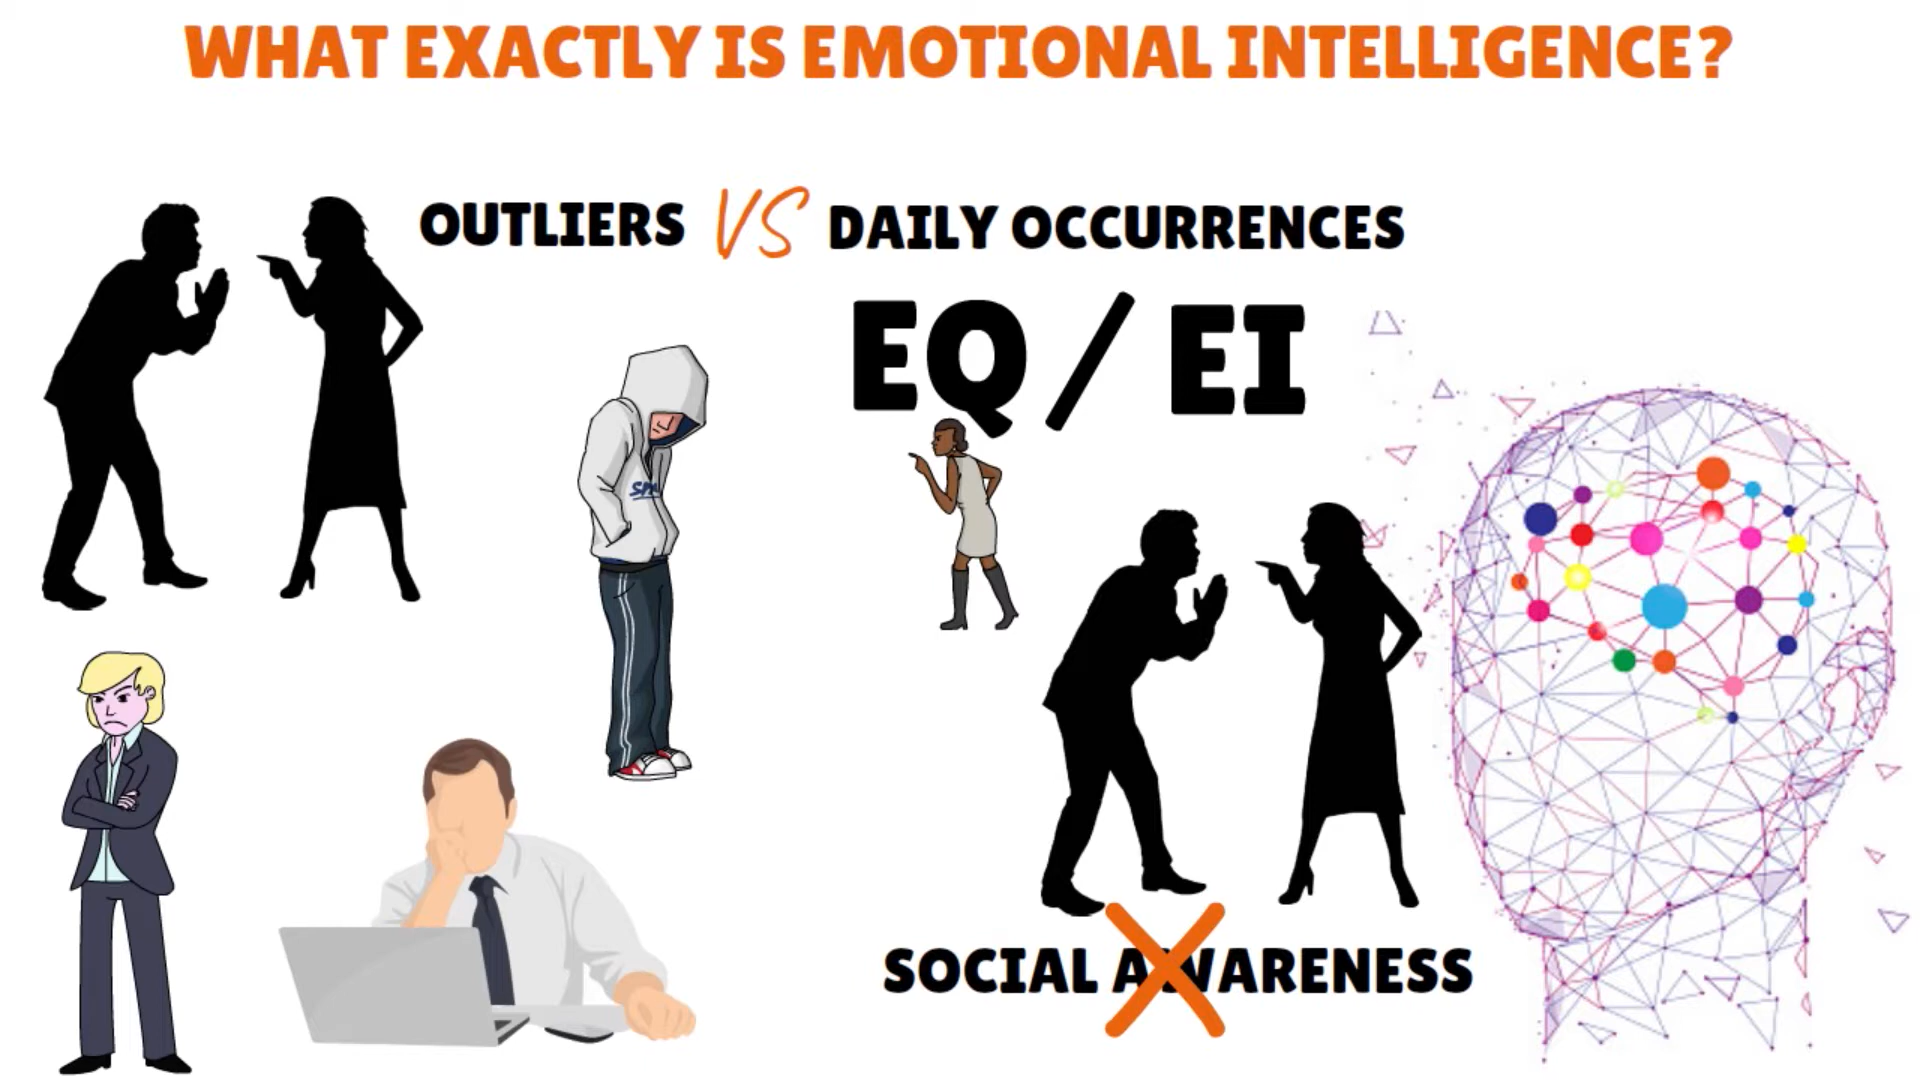 WHAT EXACTLY IS EMOTIONAL INTELLIGENCE?
OUTLIERS VS DAILY OCCURRENCES
EQ / EI
SOCIAL AWARENESS